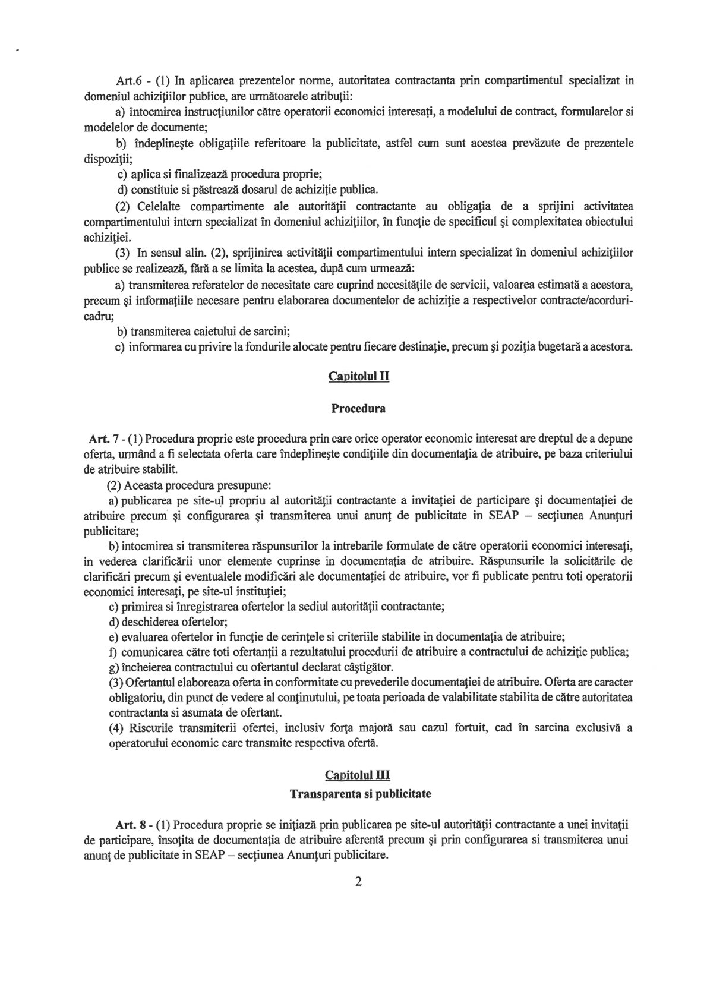 Art.6 - (1) In aplicarea prezentelor norme, autoritatea contractanta prin compartimentul specializat in
domeniul achiziţiilor publice, are următoarele atribuţii:
a) întocmirea instrucţiunilor către operatorii economici interesați, a modelului de contract, formularelor si
modelelor de documente;
b) îndeplineşte obligaţiile referitoare la publicitate, astfel cum sunt acestea prevăzute de prezentele
dispoziţii;
c) aplica si finalizează procedura proprie;
d) constituie si păstrează dosarul de achiziţie publica.
(2) Celelalte compartimente ale autorităţii contractante au obligaţia de a sprijini activitatea
compartimentului intern specializat în domeniul achiziţiilor, în funcţie de specificul şi complexitatea obiectului
achiziţiei.
(3) In sensul alin. (2), sprijinirea activităţii compartimentului intern specializat în domeniul achiziţiilor
publice se realizează, fără a se limita la acestea, după cum urmează:
a) transmiterea referatelor de necesitate care cuprind necesităţile de servicii, valoarea estimată a acestora,
precum şi informaţiile necesare pentru elaborarea documentelor de achiziţie a respectivelor contracte/acorduri-
cadru;
b) transmiterea caietului de sarcini;
c) informarea cu privire la fondurile alocate pentru fiecare destinaţie, precum şi poziţia bugetară a acestora.
Capitolul II
Procedura
Art. 7 - (1) Procedura proprie este procedura prin care orice operator economic interesat are dreptul de a depune
oferta, urmând a fi selectata oferta care îndeplineşte condiţiile din documentaţia de atribuire, pe baza criteriului
de atribuire stabilit.
(2) Aceasta procedura presupune:
a) publicarea pe site-ul propriu al autorităţii contractante a invitației de participare și documentației de
atribuire precum și configurarea și transmiterea unui anunţ de publicitate in SEAP – secţiunea Anunţuri
publicitare;
b) intocmirea si transmiterea răspunsurilor la intrebarile formulate de către operatorii economici interesaţi,
in vederea clarificării unor elemente cuprinse in documentaţia de atribuire. Răspunsurile la solicitările de
clarificări precum și eventualele modificări ale documentației de atribuire, vor fi publicate pentru toti operatorii
economici interesaţi, pe site-ul instituţiei;
c) primirea si înregistrarea ofertelor la sediul autorităţii contractante;
d) deschiderea ofertelor;
e) evaluarea ofertelor in funcţie de cerinţele si criteriile stabilite in documentaţia de atribuire;
f) comunicarea către toti ofertanţii a rezultatului procedurii de atribuire a contractului de achiziţie publica;
g) încheierea contractului cu ofertantul declarat câştigător.
(3) Ofertantul elaboreaza oferta in conformitate cu prevederile documentaţiei de atribuire. Oferta are caracter
obligatoriu, din punct de vedere al conţinutului, pe toata perioada de valabilitate stabilita de către autoritatea
contractanta si asumata de ofertant.
(4) Riscurile transmiterii ofertei, inclusiv forţa majoră sau cazul fortuit, cad în sarcina exclusivă a
operatorului economic care transmite respectiva ofertă.
Capitolul III
Transparenta si publicitate
Art. 8 - (1) Procedura proprie se iniţiază prin publicarea pe site-ul autorităţii contractante a unei invitaţii
de participare, însoţita de documentaţia de atribuire aferentă precum și prin configurarea si transmiterea unui
anunţ de publicitate in SEAP – secţiunea Anunţuri publicitare.
2